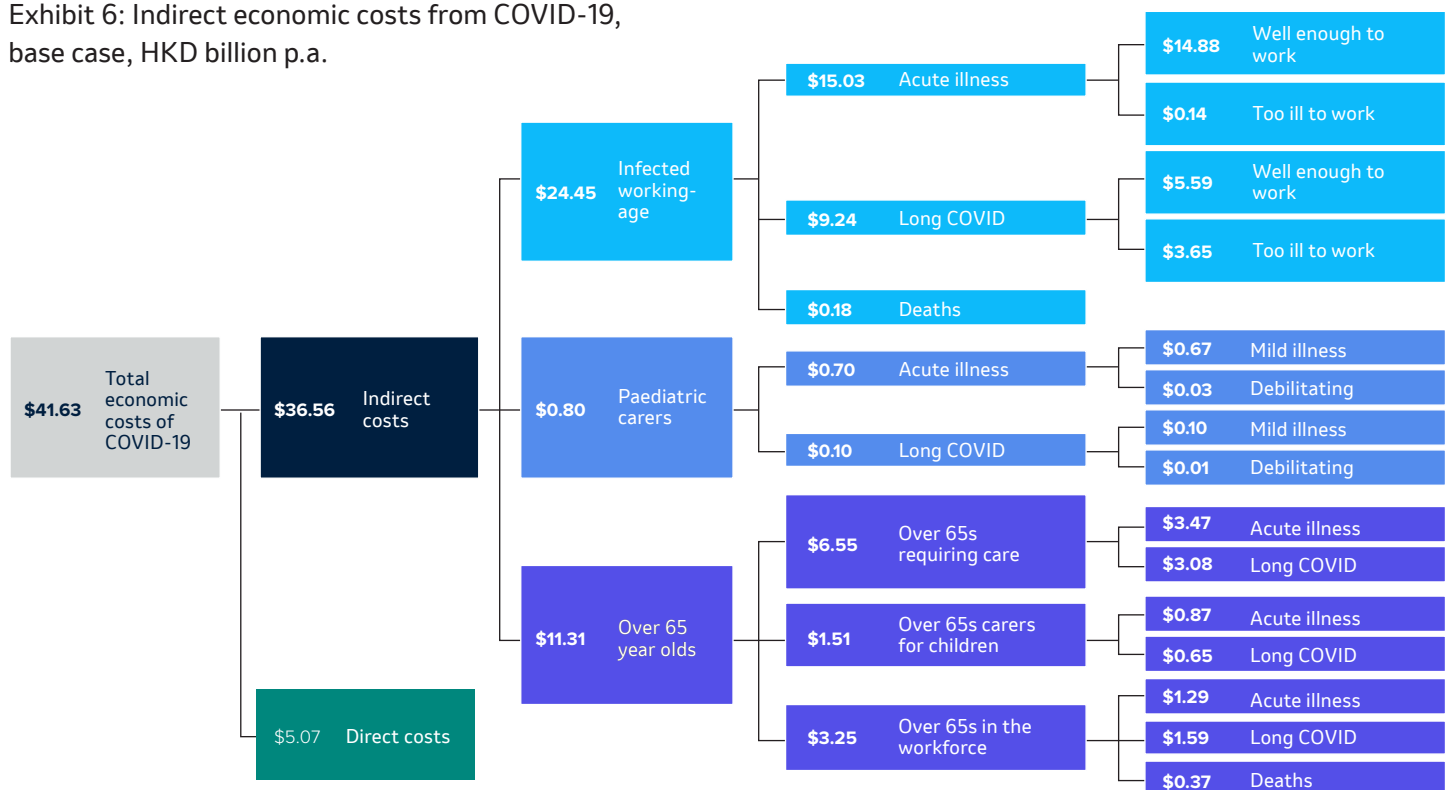 Exhibit 6: Indirect economic costs from COVID-19,
base case, HKD billion p.a.
$41.63 Total
economic
costs of
COVID-19
$36.56 Indirect
costs
$5.07 Direct costs
$24.45 Infected
working-
age
$0.80 Paediatric
carers
$11.31 Over 65
year olds
$15.03 Acute illness
$9.24 Long COVID
$0.18 Deaths
$0.70 Acute illness
$0.10 Long COVID
$6.55 Over 65s
requiring care
$1.51 Over 65s carers
for children
$3.25 Over 65s in the
workforce
$14.88 Well enough to
work
$0.14 Too ill to work
$5.59 Well enough to
work
$3.65 Too ill to work
$0.67 Mild illness
$0.03 Debilitating
$0.10 Mild illness
$0.01 Debilitating
$3.47 Acute illness
$3.08 Long COVID
$0.87 Acute illness
$0.65 Long COVID
$1.29 Acute illness
$1.59 Long COVID
$0.37 Deaths